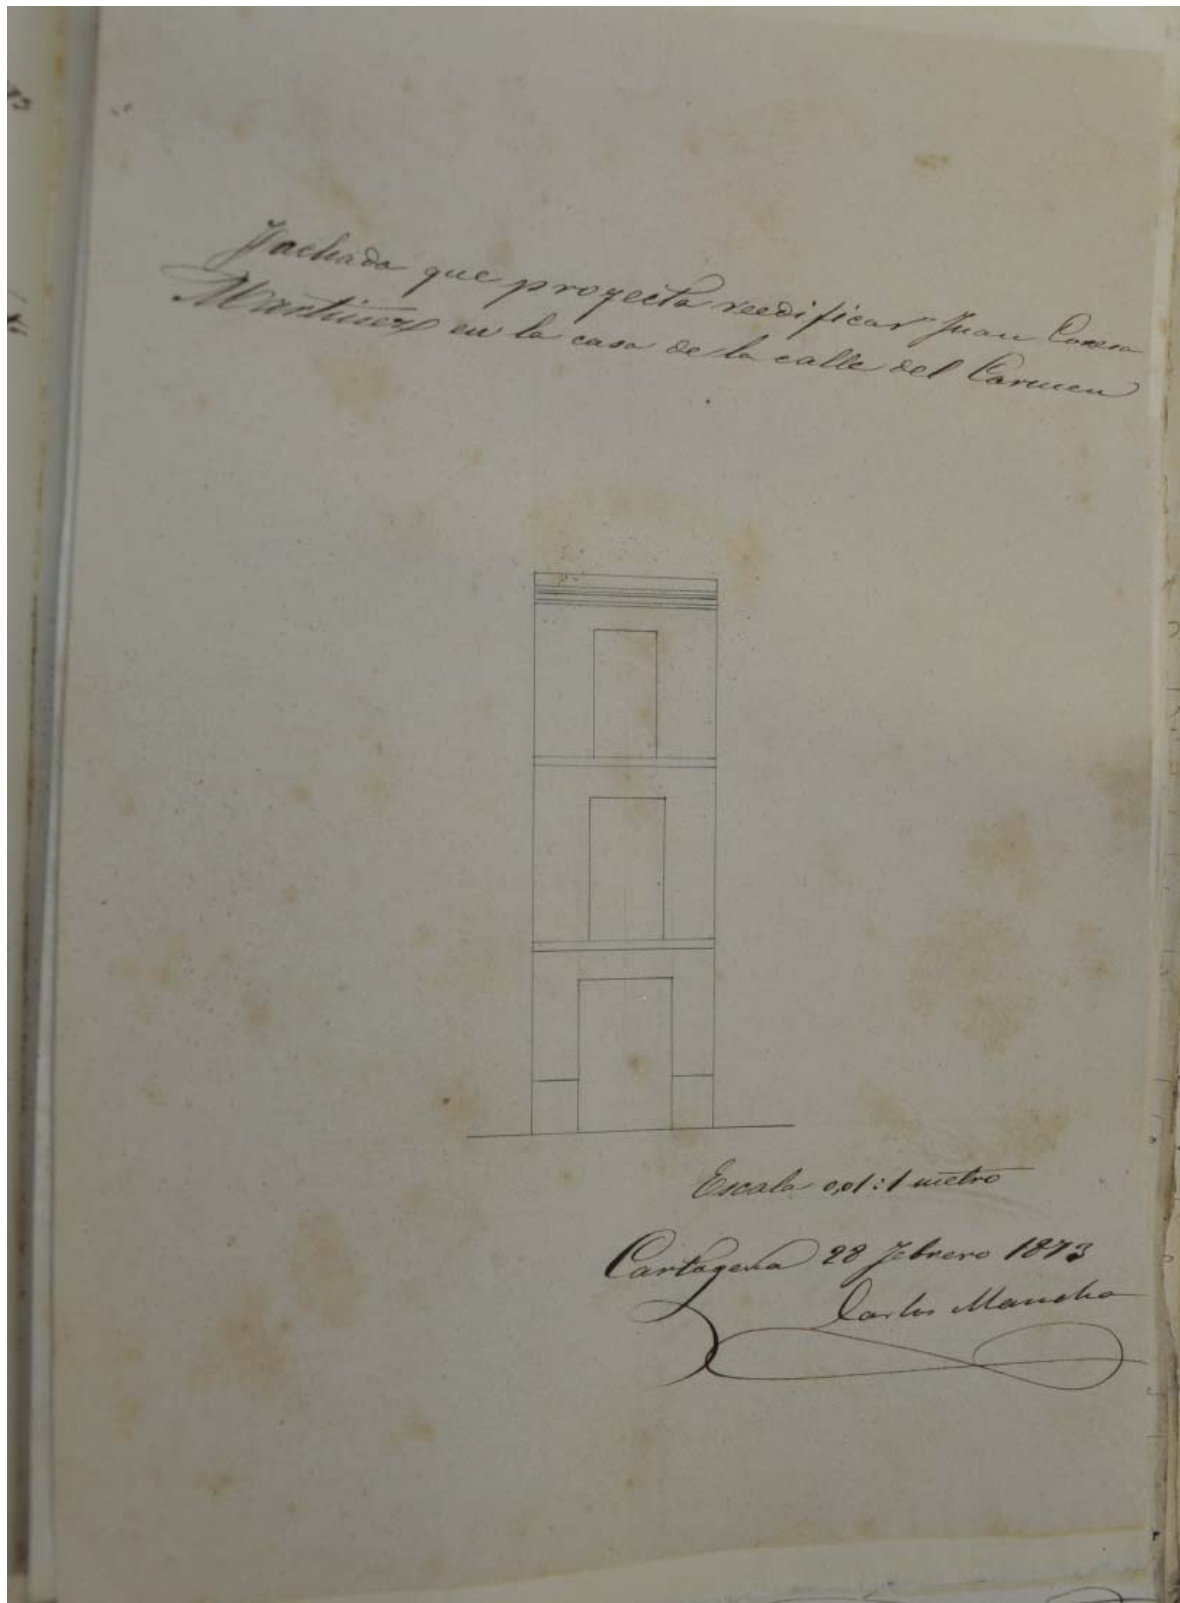 Fachada que proyecta reedificar Juan
Martinez en la casa de la calle del Carmen
Escala 0,01:1 metro
Cartagena 28 Febrero 1873
Carlos Mancha